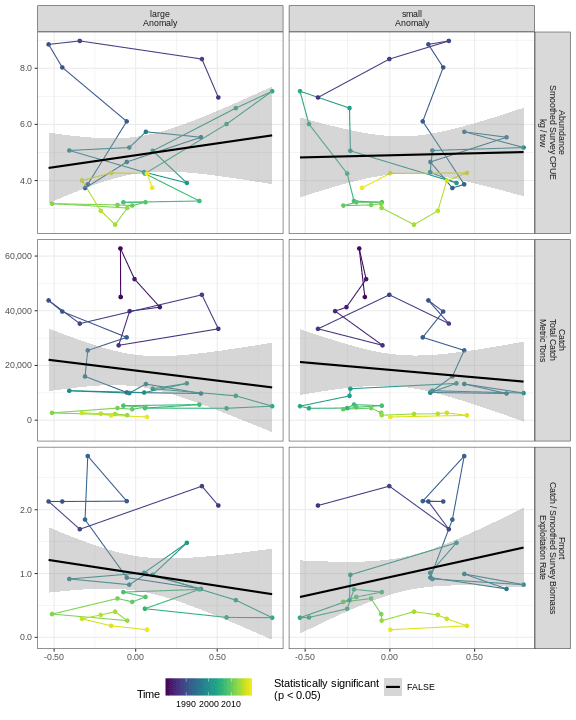 large
Anomaly
small
Anomaly
8.0
6.0
4.0
Abundance
Smoothed Survey CPUE
kg / tow
60,000
40,000
20,000
0
Catch
Total Catch
Metric Tons
2.0
1.0
0.0
Fmort
Catch / Smoothed Survey Biomass
Exploitation Rate
-0.50
0.00
0.50
-0.50
0.00
0.50
Time
1990 2000 2010
Statistically significant
(p < 0.05)
FALSE